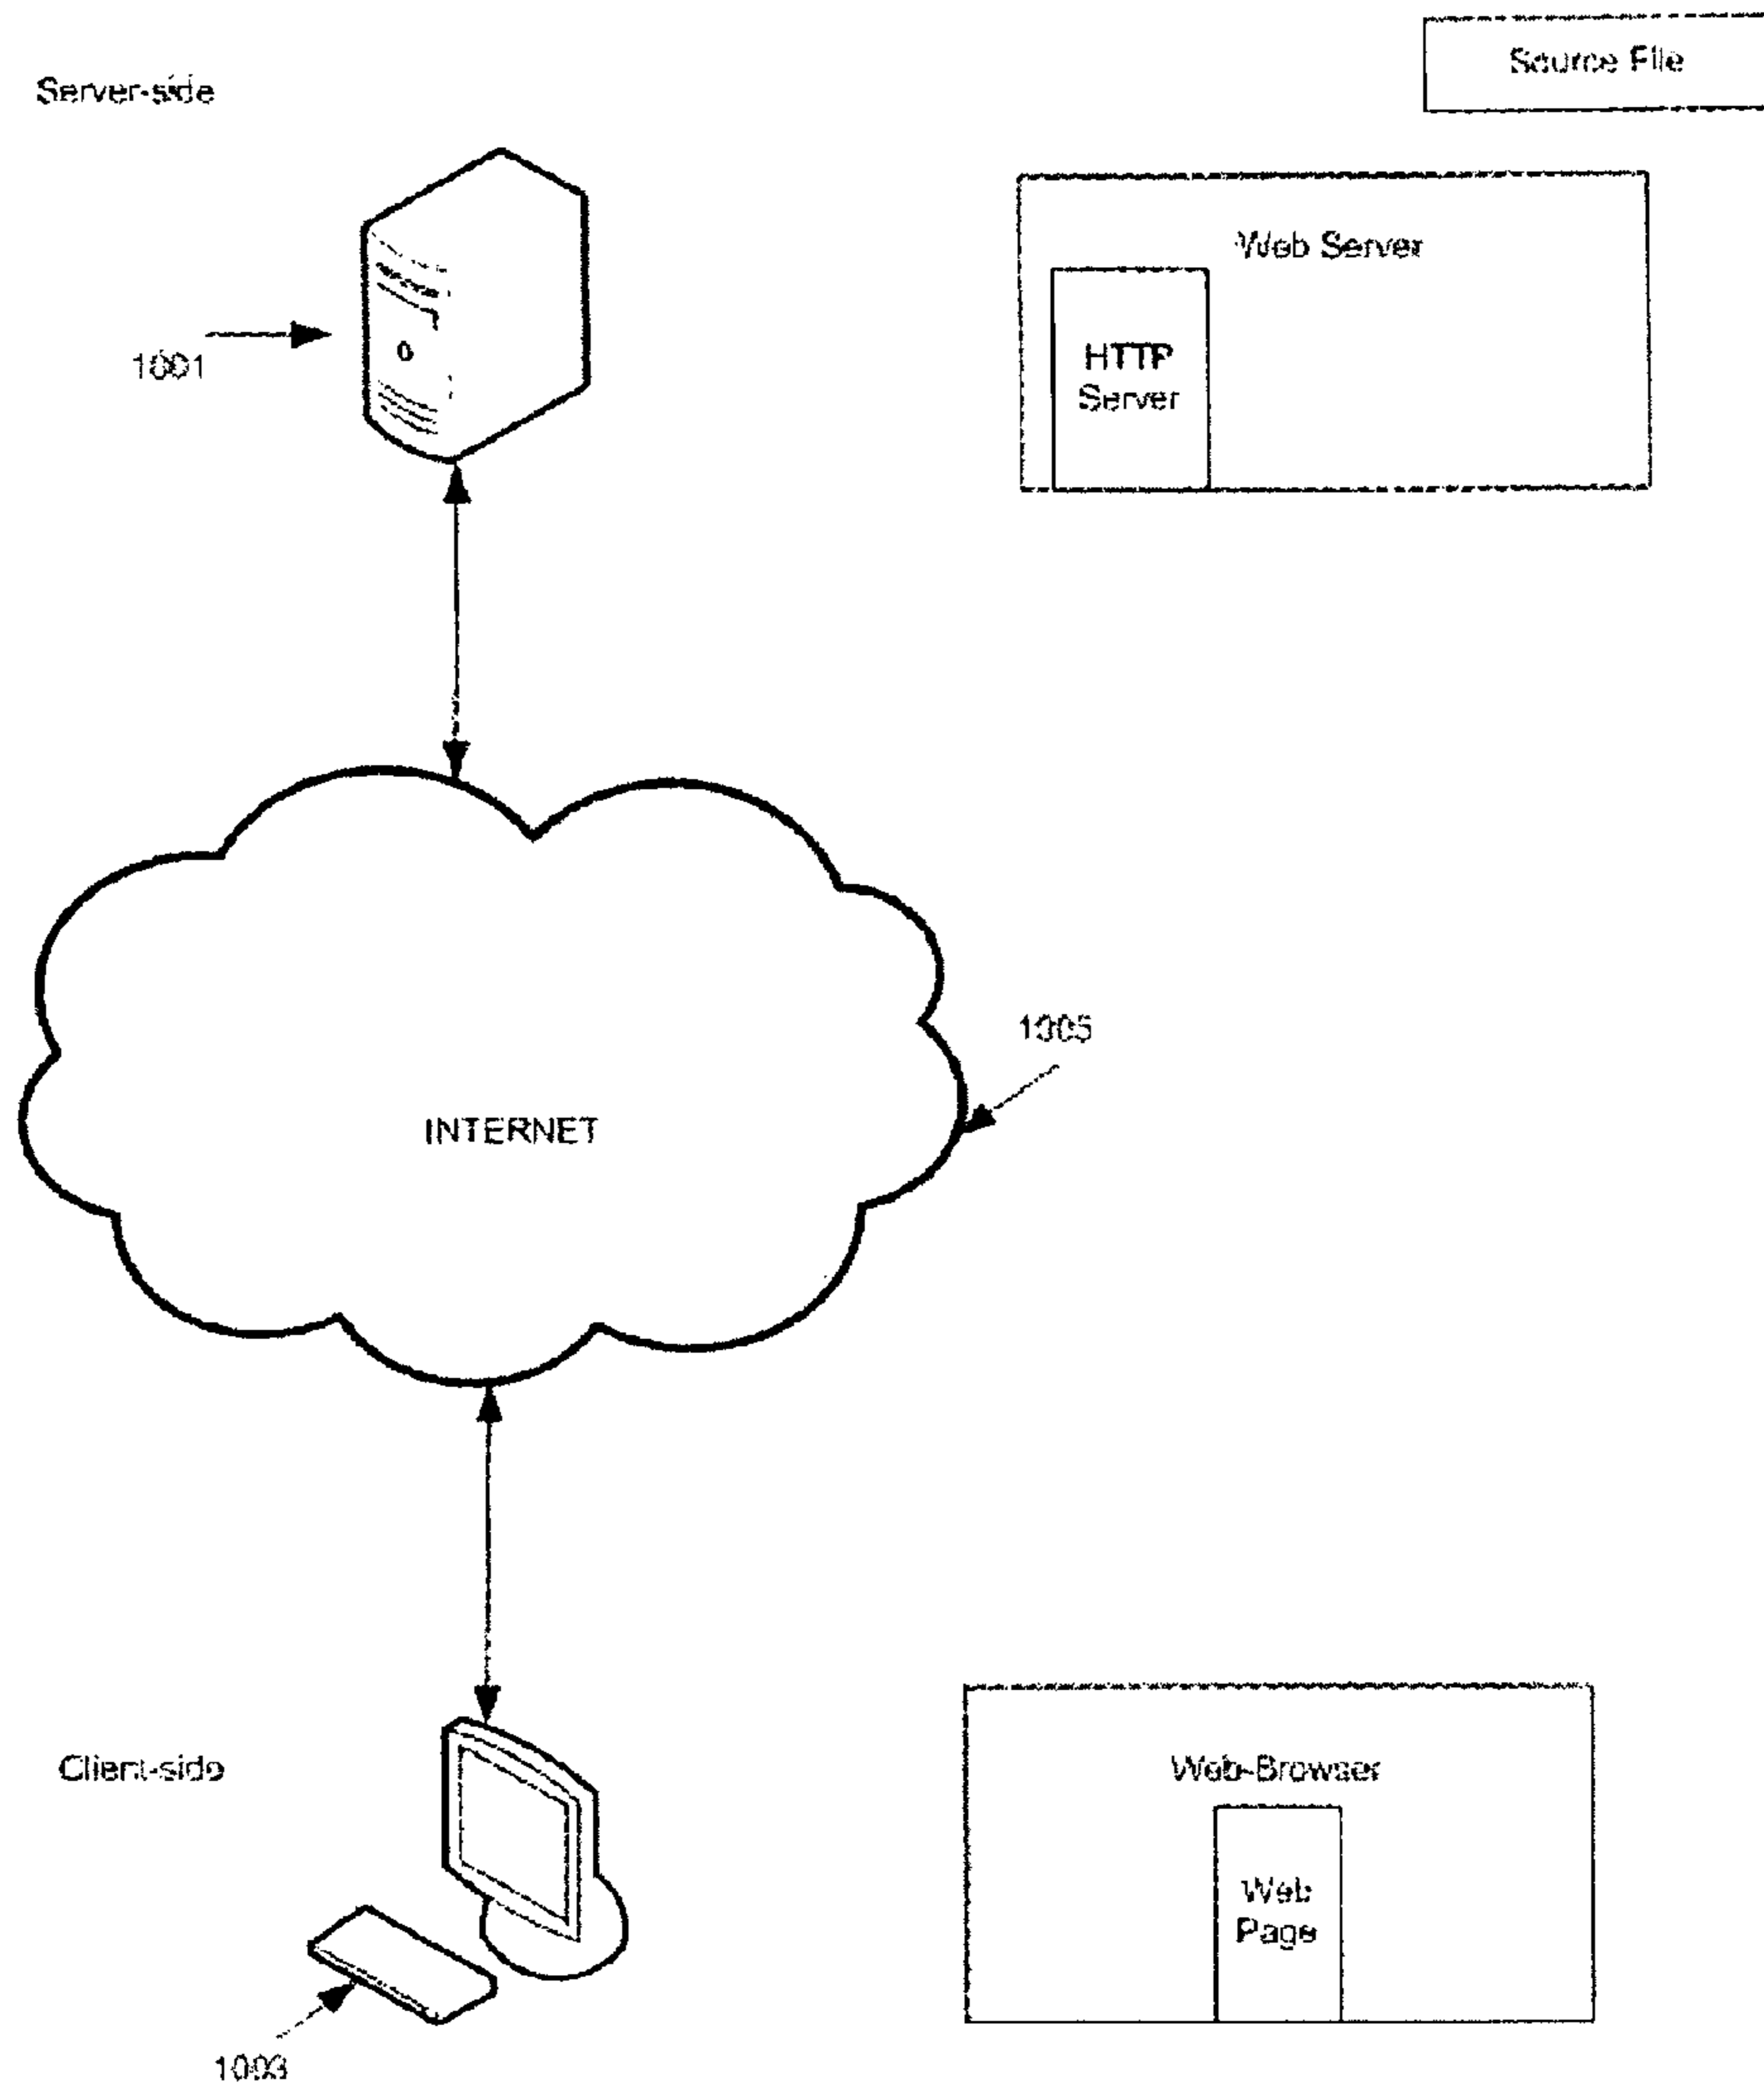 Source File
Server-side
Web Server
HTTP
Server
1001
1005
INTERNET
Client-side
Web-Browser
Web
Page
1003